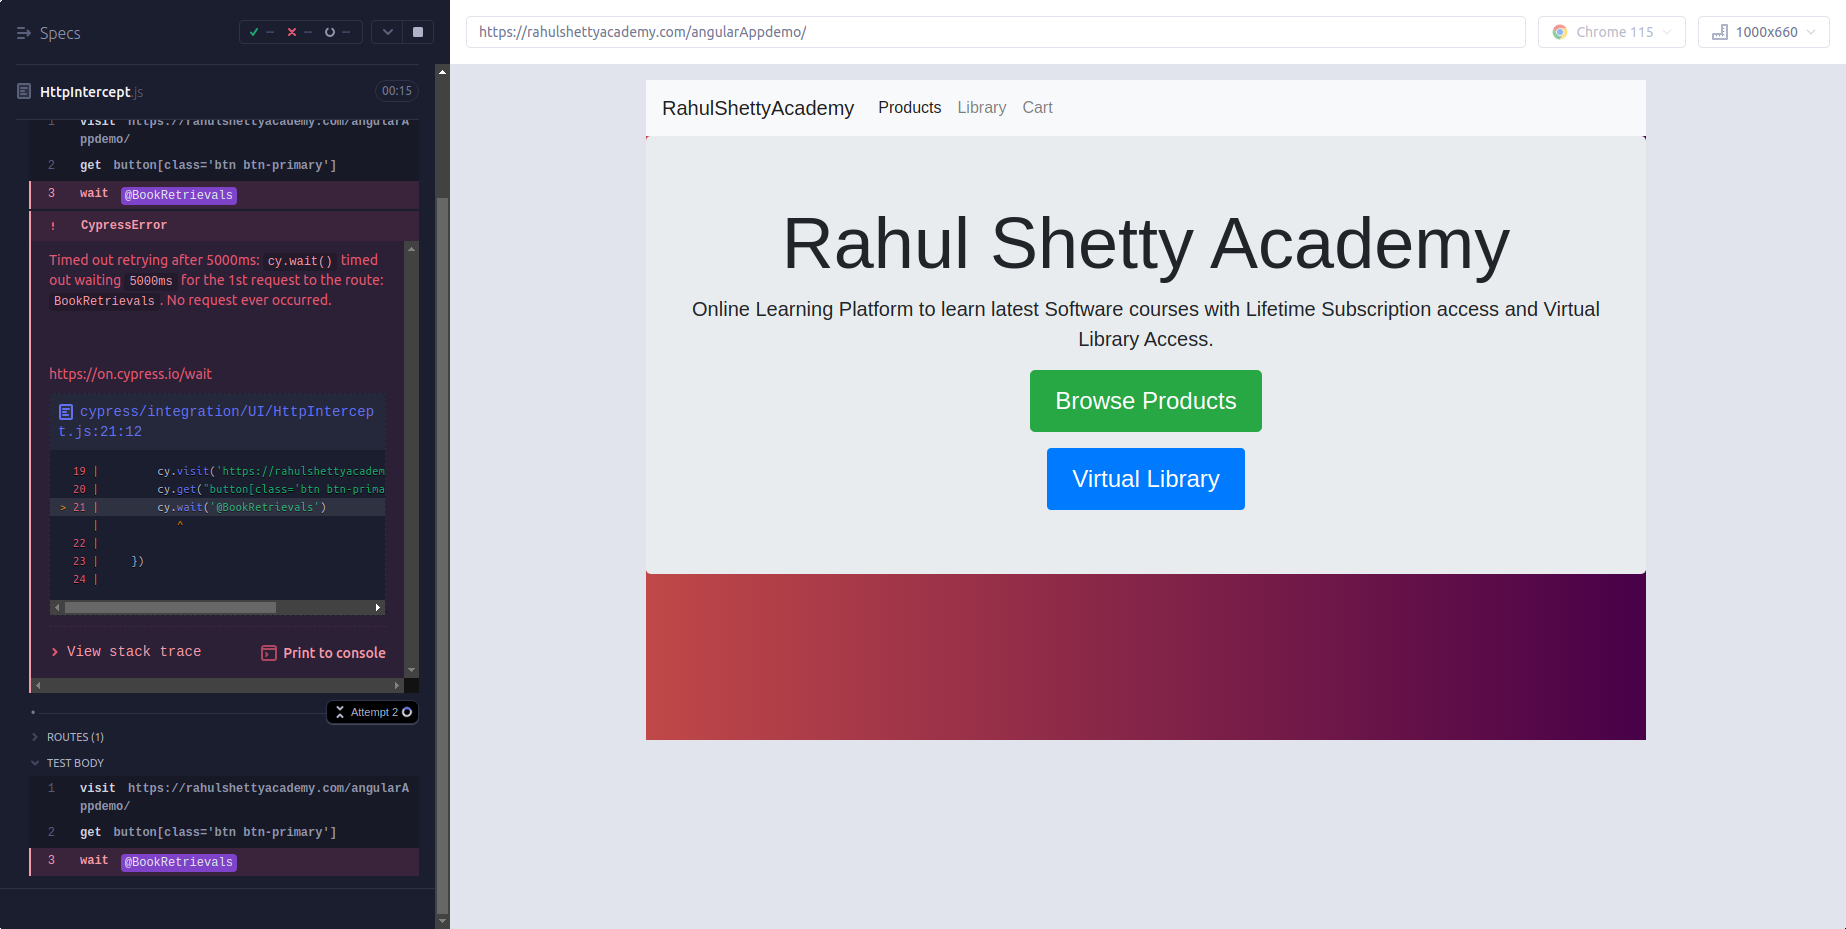 Specs
https://rahulshettyacademy.com/angularAppdemo/
Chrome 115
1000x660
HttpIntercept.js
00:15
1 visit https://rahulshettyacademy.com/angularA
ppdemo/
2 get button[class='btn btn-primary']
3 wait @BookRetrievals
! CypressError
Timed out retrying after 5000ms: cy.wait() timed
out waiting 5000ms for the 1st request to the route:
BookRetrievals. No request ever occurred.
https://on.cypress.io/wait
cypress/integration/UI/HttpIntercep
t.js:21:12
19 | cy.visit('https://rahulshettyacadem
20 | cy.get("button[class='btn btn-prima
> 21 | cy.wait('@BookRetrievals')
| ^
22 |
23 | })
24 |
View stack trace
Print to console
Attempt 2
ROUTES (1)
TEST BODY
1 visit https://rahulshettyacademy.com/angularA
ppdemo/
2 get button[class='btn btn-primary']
3 wait @BookRetrievals
RahulShettyAcademy Products Library Cart
Rahul Shetty Academy
Online Learning Platform to learn latest Software courses with Lifetime Subscription access and Virtual
Library Access.
Browse Products
Virtual Library